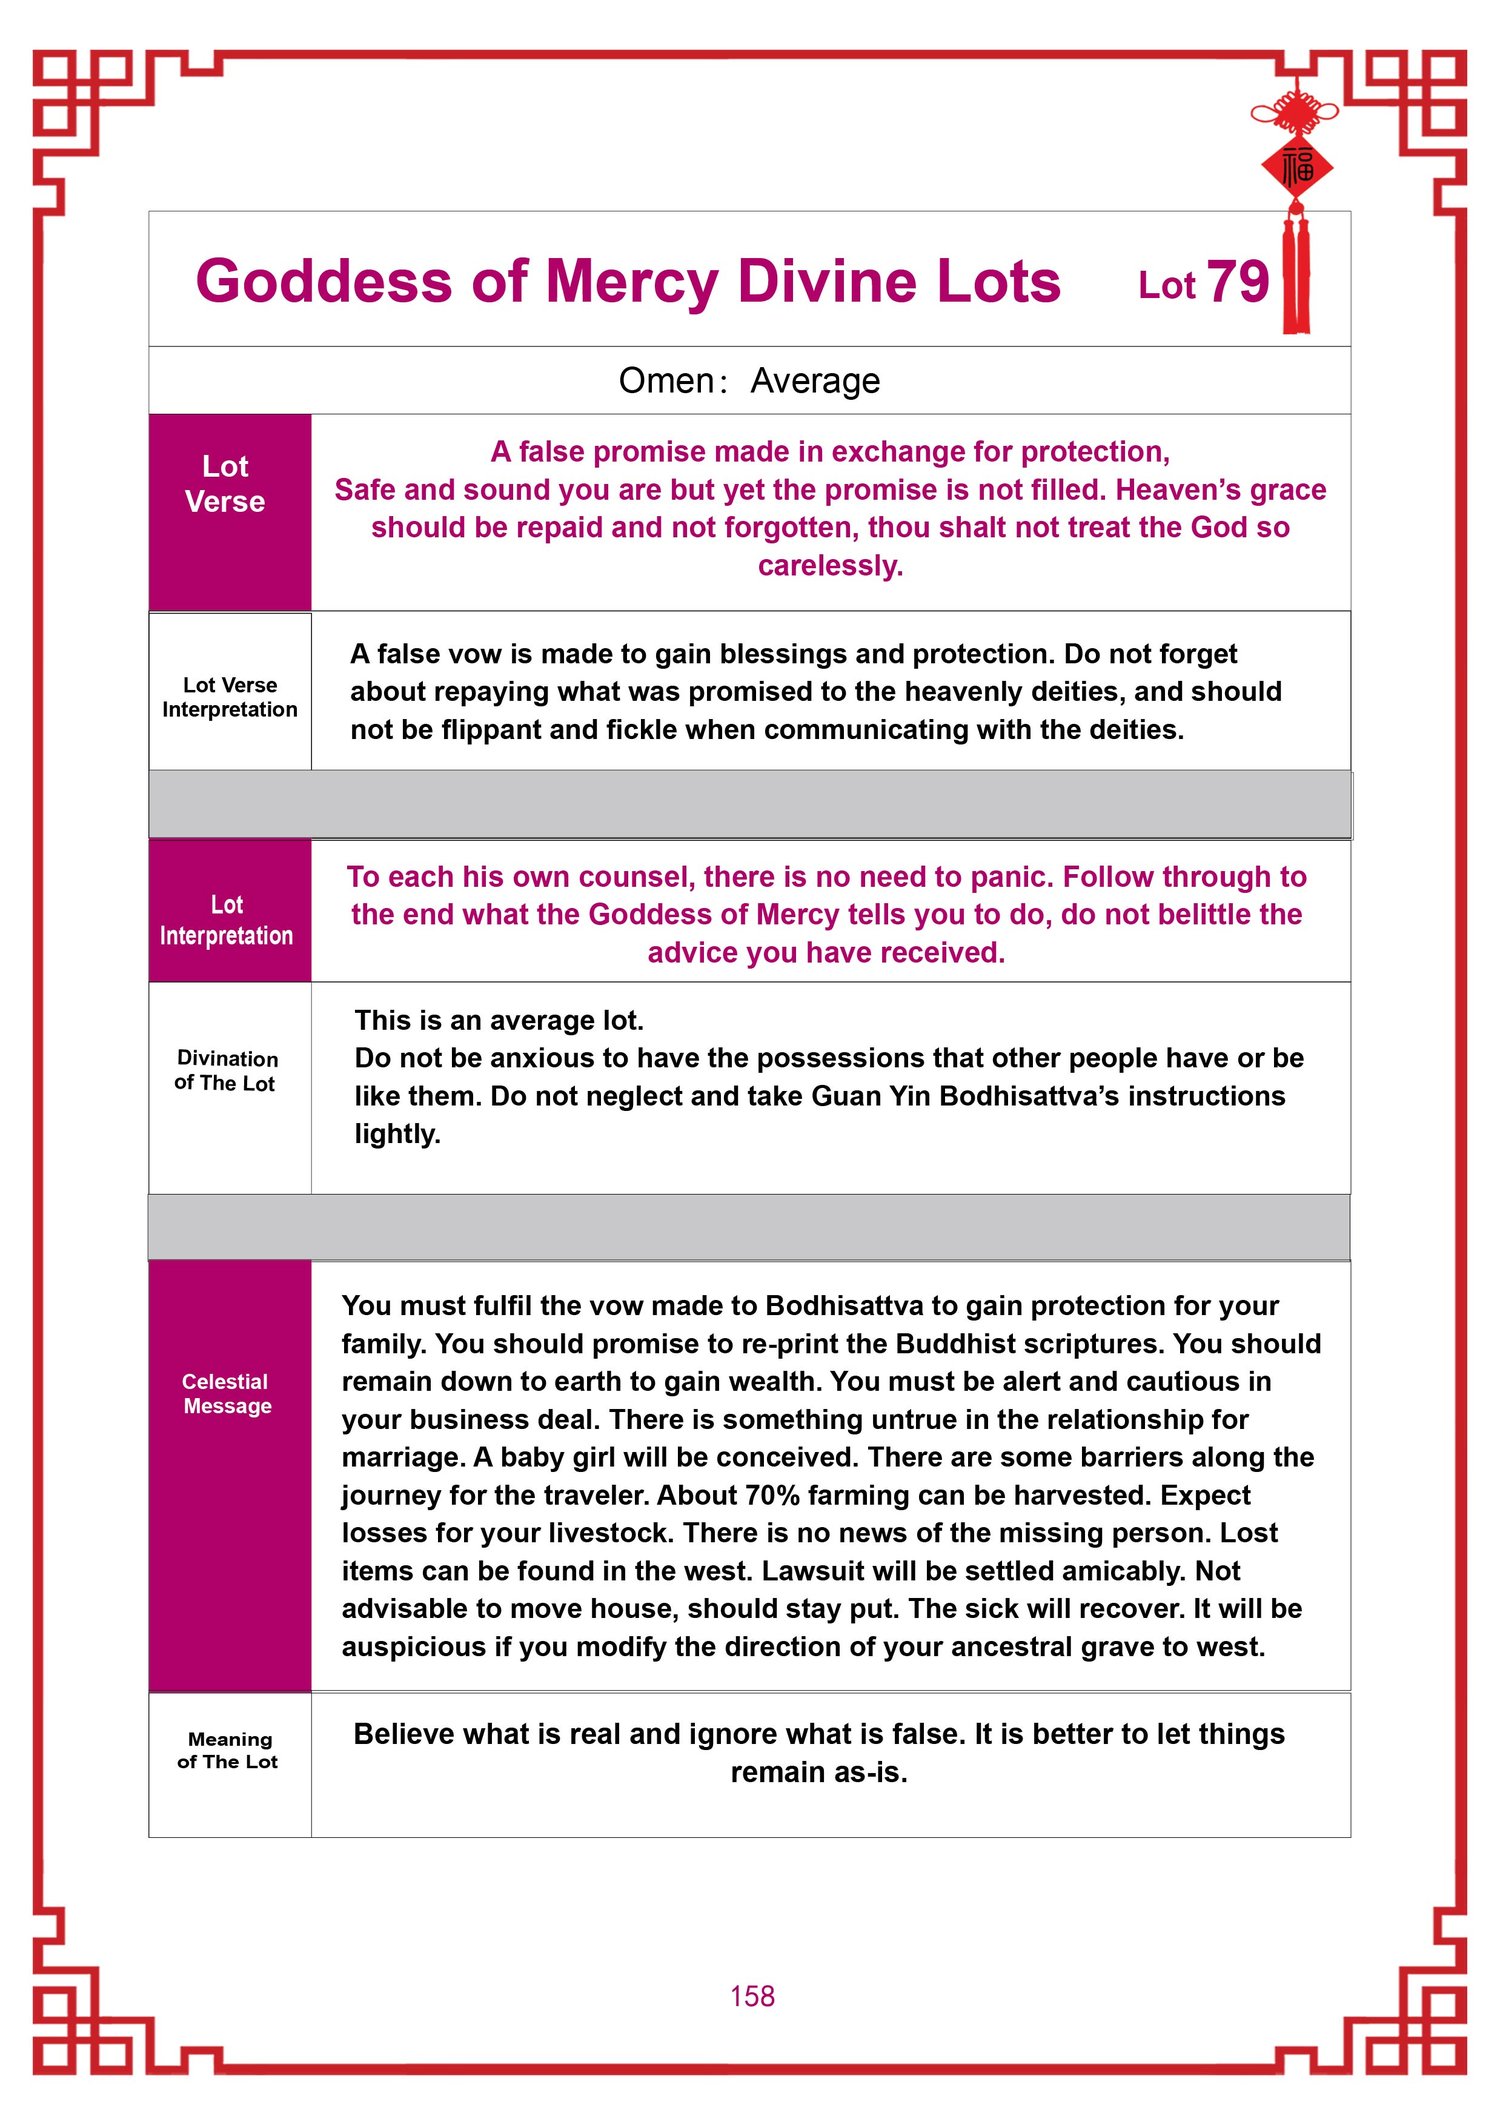 福
Goddess of Mercy Divine Lots Lot 79
Omen: Average
Lot
Verse
A false promise made in exchange for protection,
Safe and sound you are but yet the promise is not filled. Heaven’s grace
should be repaid and not forgotten, thou shalt not treat the God so
carelessly.
Lot Verse
Interpretation
A false vow is made to gain blessings and protection. Do not forget
about repaying what was promised to the heavenly deities, and should
not be flippant and fickle when communicating with the deities.
Lot
Interpretation
To each his own counsel, there is no need to panic. Follow through to
the end what the Goddess of Mercy tells you to do, do not belittle the
advice you have received.
Divination
of The Lot
This is an average lot.
Do not be anxious to have the possessions that other people have or be
like them. Do not neglect and take Guan Yin Bodhisattva’s instructions
lightly.
Celestial
Message
You must fulfil the vow made to Bodhisattva to gain protection for your
family. You should promise to re-print the Buddhist scriptures. You should
remain down to earth to gain wealth. You must be alert and cautious in
your business deal. There is something untrue in the relationship for
marriage. A baby girl will be conceived. There are some barriers along the
journey for the traveler. About 70% farming can be harvested. Expect
losses for your livestock. There is no news of the missing person. Lost
items can be found in the west. Lawsuit will be settled amicably. Not
advisable to move house, should stay put. The sick will recover. It will be
auspicious if you modify the direction of your ancestral grave to west.
Meaning
of The Lot
Believe what is real and ignore what is false. It is better to let things
remain as-is.
158